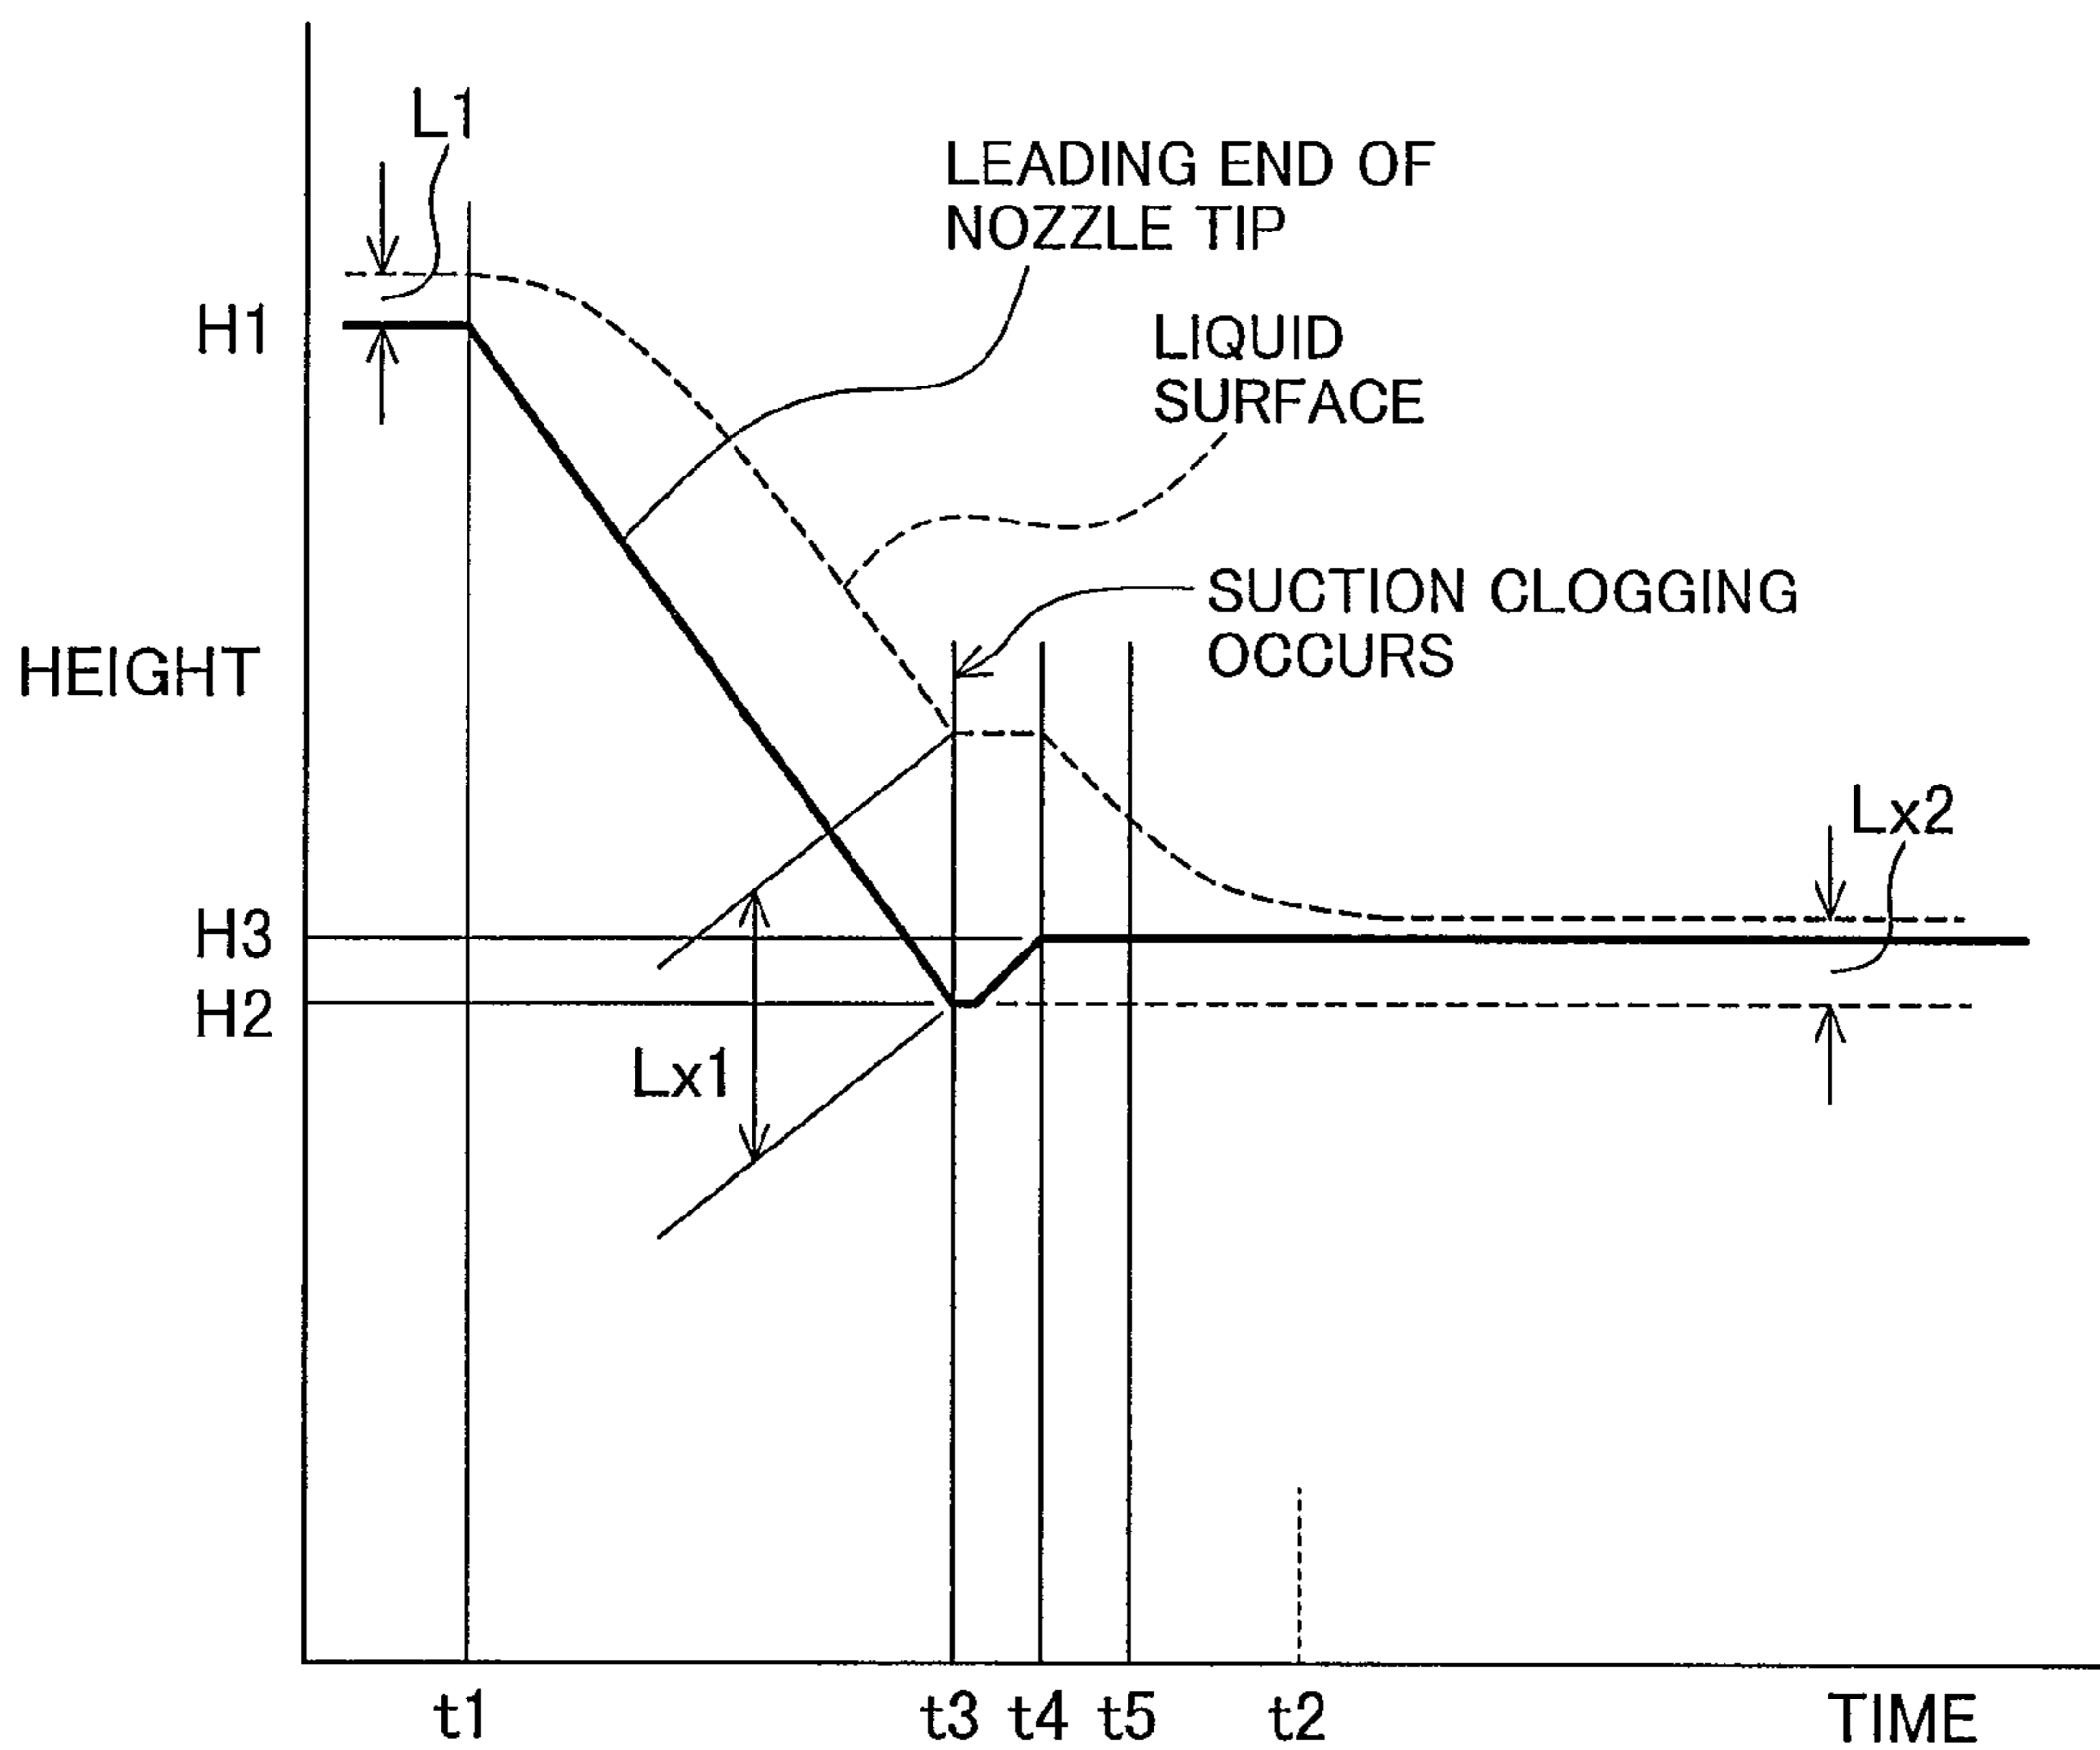 L1
LEADING END OF
NOZZLE TIP
H1
LIQUID
SURFACE
SUCTION CLOGGING
OCCURS
HEIGHT
Lx2
H3
H2
Lx1
t1
t3
t4
t5
t2
TIME